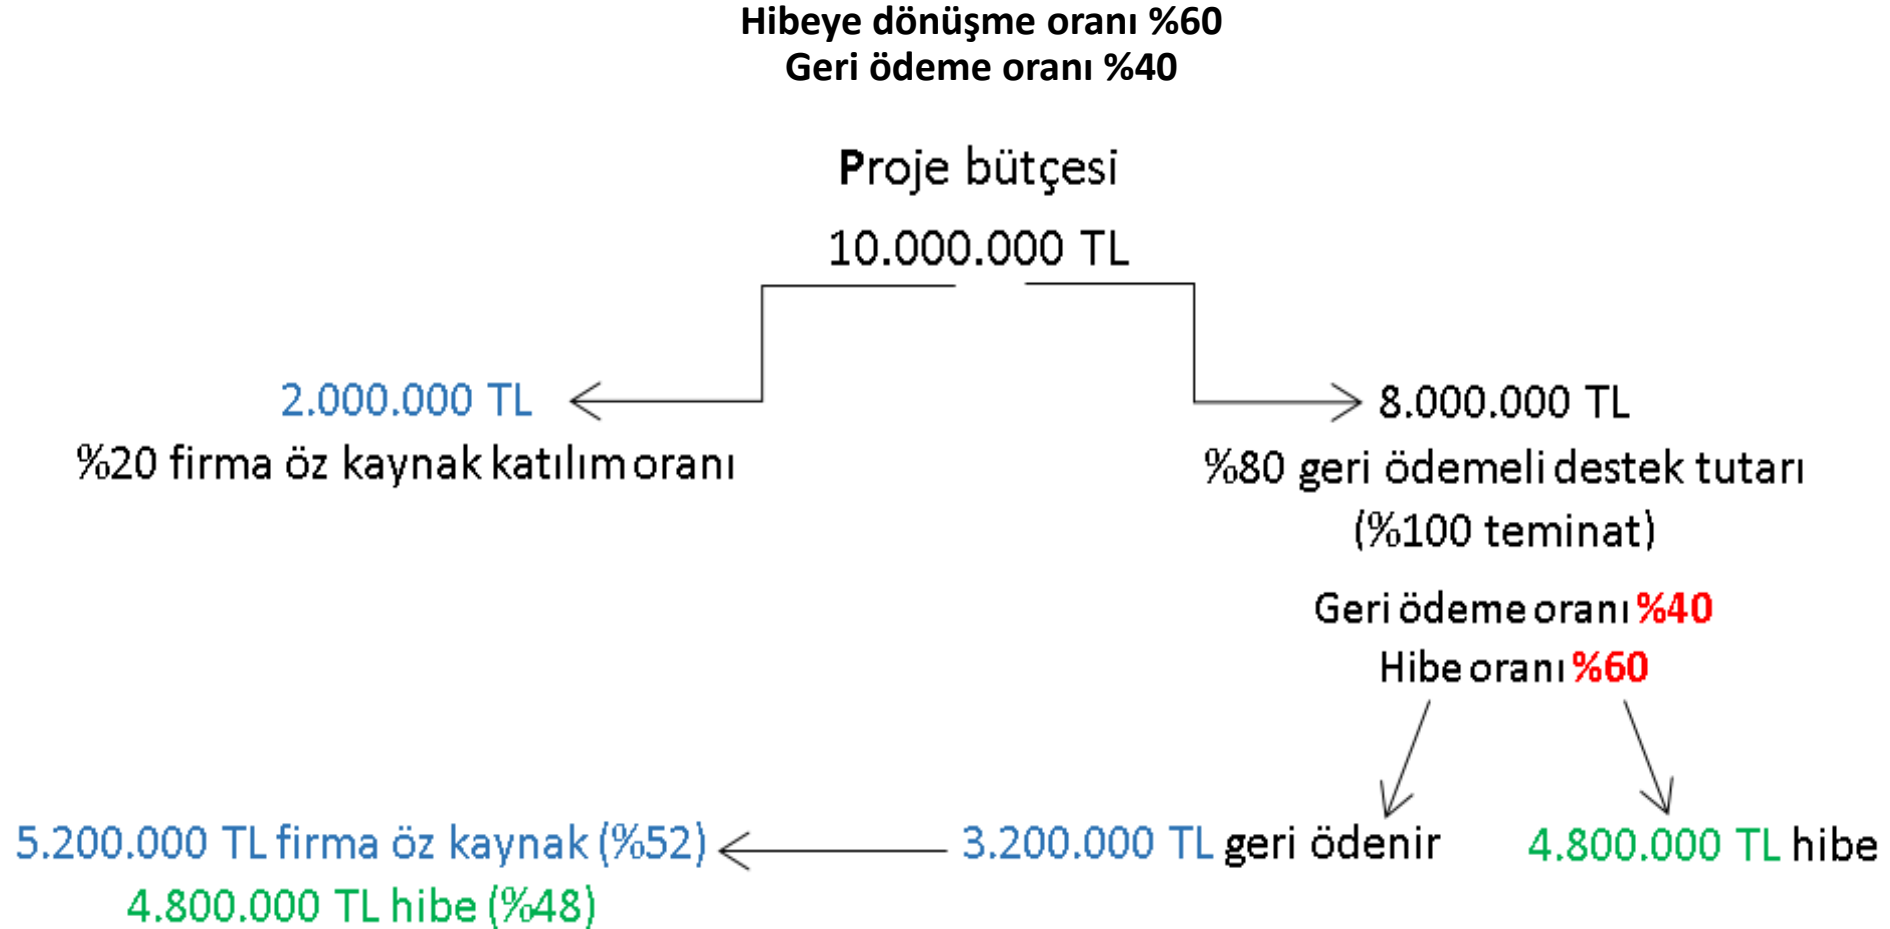 Hibeye dönüşme oranı %60
Geri ödeme oranı %40
Proje bütçesi
10.000.000 TL
2.000.000 TL
%20 firma öz kaynak katılım oranı
8.000.000 TL
%80 geri ödemeli destek tutarı
(%100 teminat)
Geri ödeme oranı %40
Hibe oranı %60
5.200.000 TL firma öz kaynak (%52)
3.200.000 TL geri ödenir
4.800.000 TL hibe
4.800.000 TL hibe (%48)